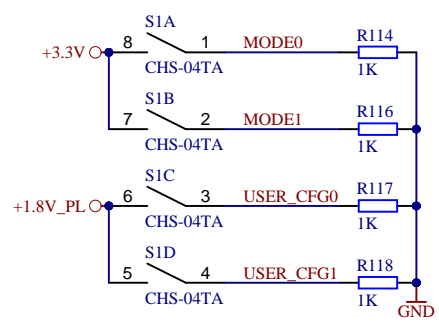 S1A R114
+3.3V 8 1 MODE0
CHS-04TA 1K
S1B R116
7 2 MODE1
CHS-04TA 1K
S1C R117
+1.8V_PL 6 3 USER_CFG0
CHS-04TA 1K
S1D R118
5 4 USER_CFG1
CHS-04TA 1K
GND